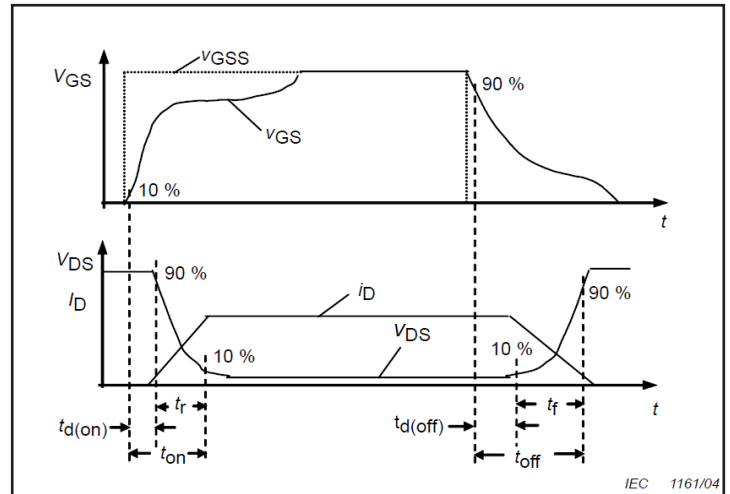 vGSS
VGS
90 %
vGS
10 %
t
VDS
90 %
iD
ID
90 %
VDS
10 %
10 %
tr
tf
t
td(on)
td(off)
ton
toff
IEC 1161/04